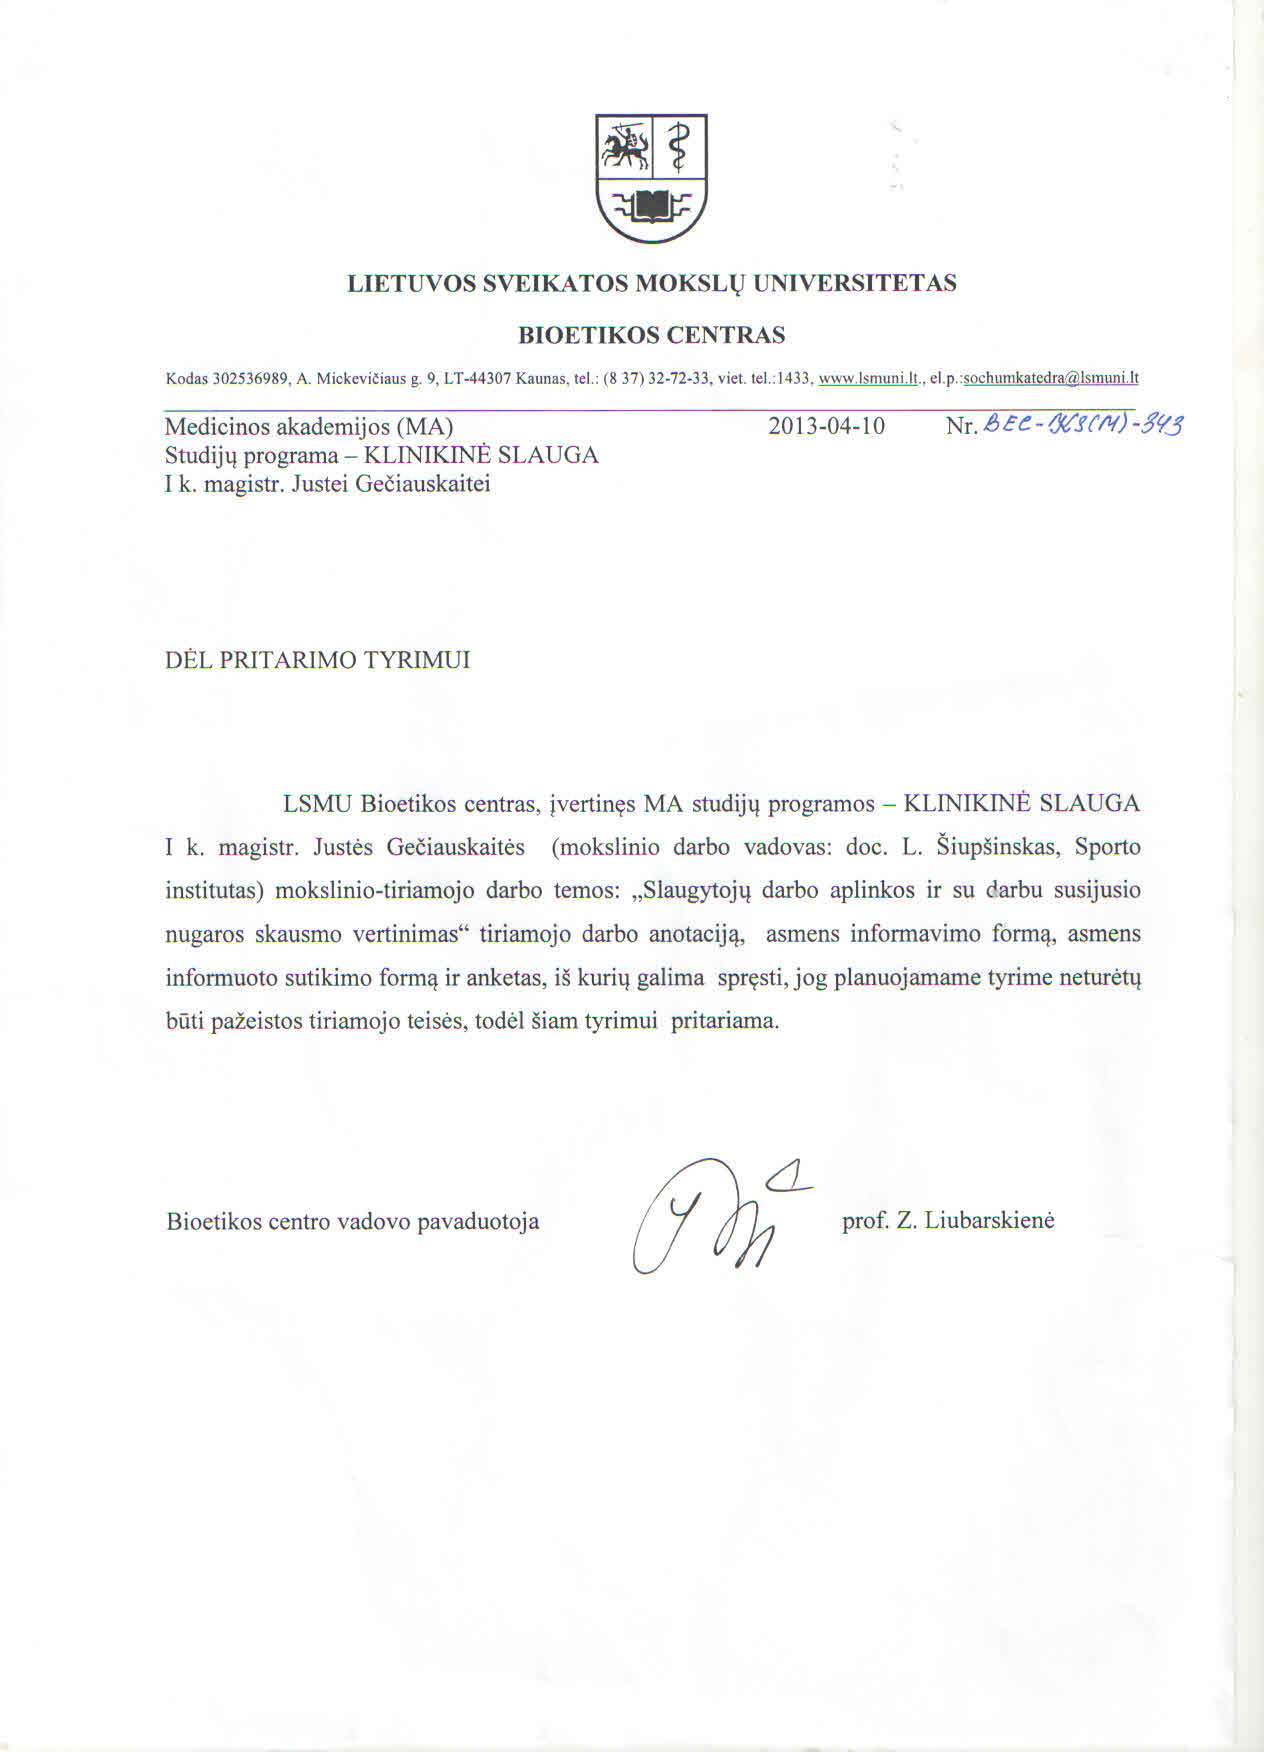 LIETUVOS SVEIKATOS MOKSLŲ UNIVERSITETAS
BIOETIKOS CENTRAS
Kodas 302536989, A. Mickevičiaus g. 9, LT-44307 Kaunas, tel.: (8 37) 32-72-33, viet. tel.:1433, www.lsmuni.lt., el.p.:sochumkatedra@lsmuni.lt
Medicinos akademijos (MA) 2013-04-10 Nr.
Studijų programa – KLINIKINĖ SLAUGA
I k. magistr. Justei Gečiauskaitei
DĖL PRITARIMO TYRIMUI
LSMU Bioetikos centras, įvertinęs MA studijų programos – KLINIKINĖ SLAUGA
I k. magistr. Justės Gečiauskaitės (mokslinio darbo vadovas: doc. L. Šiupšinskas, Sporto
institutas) mokslinio-tiriamojo darbo temos: „Slaugytojų darbo aplinkos ir su darbu susijusio
nugaros skausmo vertinimas“ tiriamojo darbo anotaciją, asmens informavimo formą, asmens
informuoto sutikimo formą ir anketas, iš kurių galima spręsti, jog planuojamame tyrime neturėtų
būti pažeistos tiriamojo teisės, todėl šiam tyrimui pritariama.
Bioetikos centro vadovo pavaduotoja prof. Z. Liubarskienė